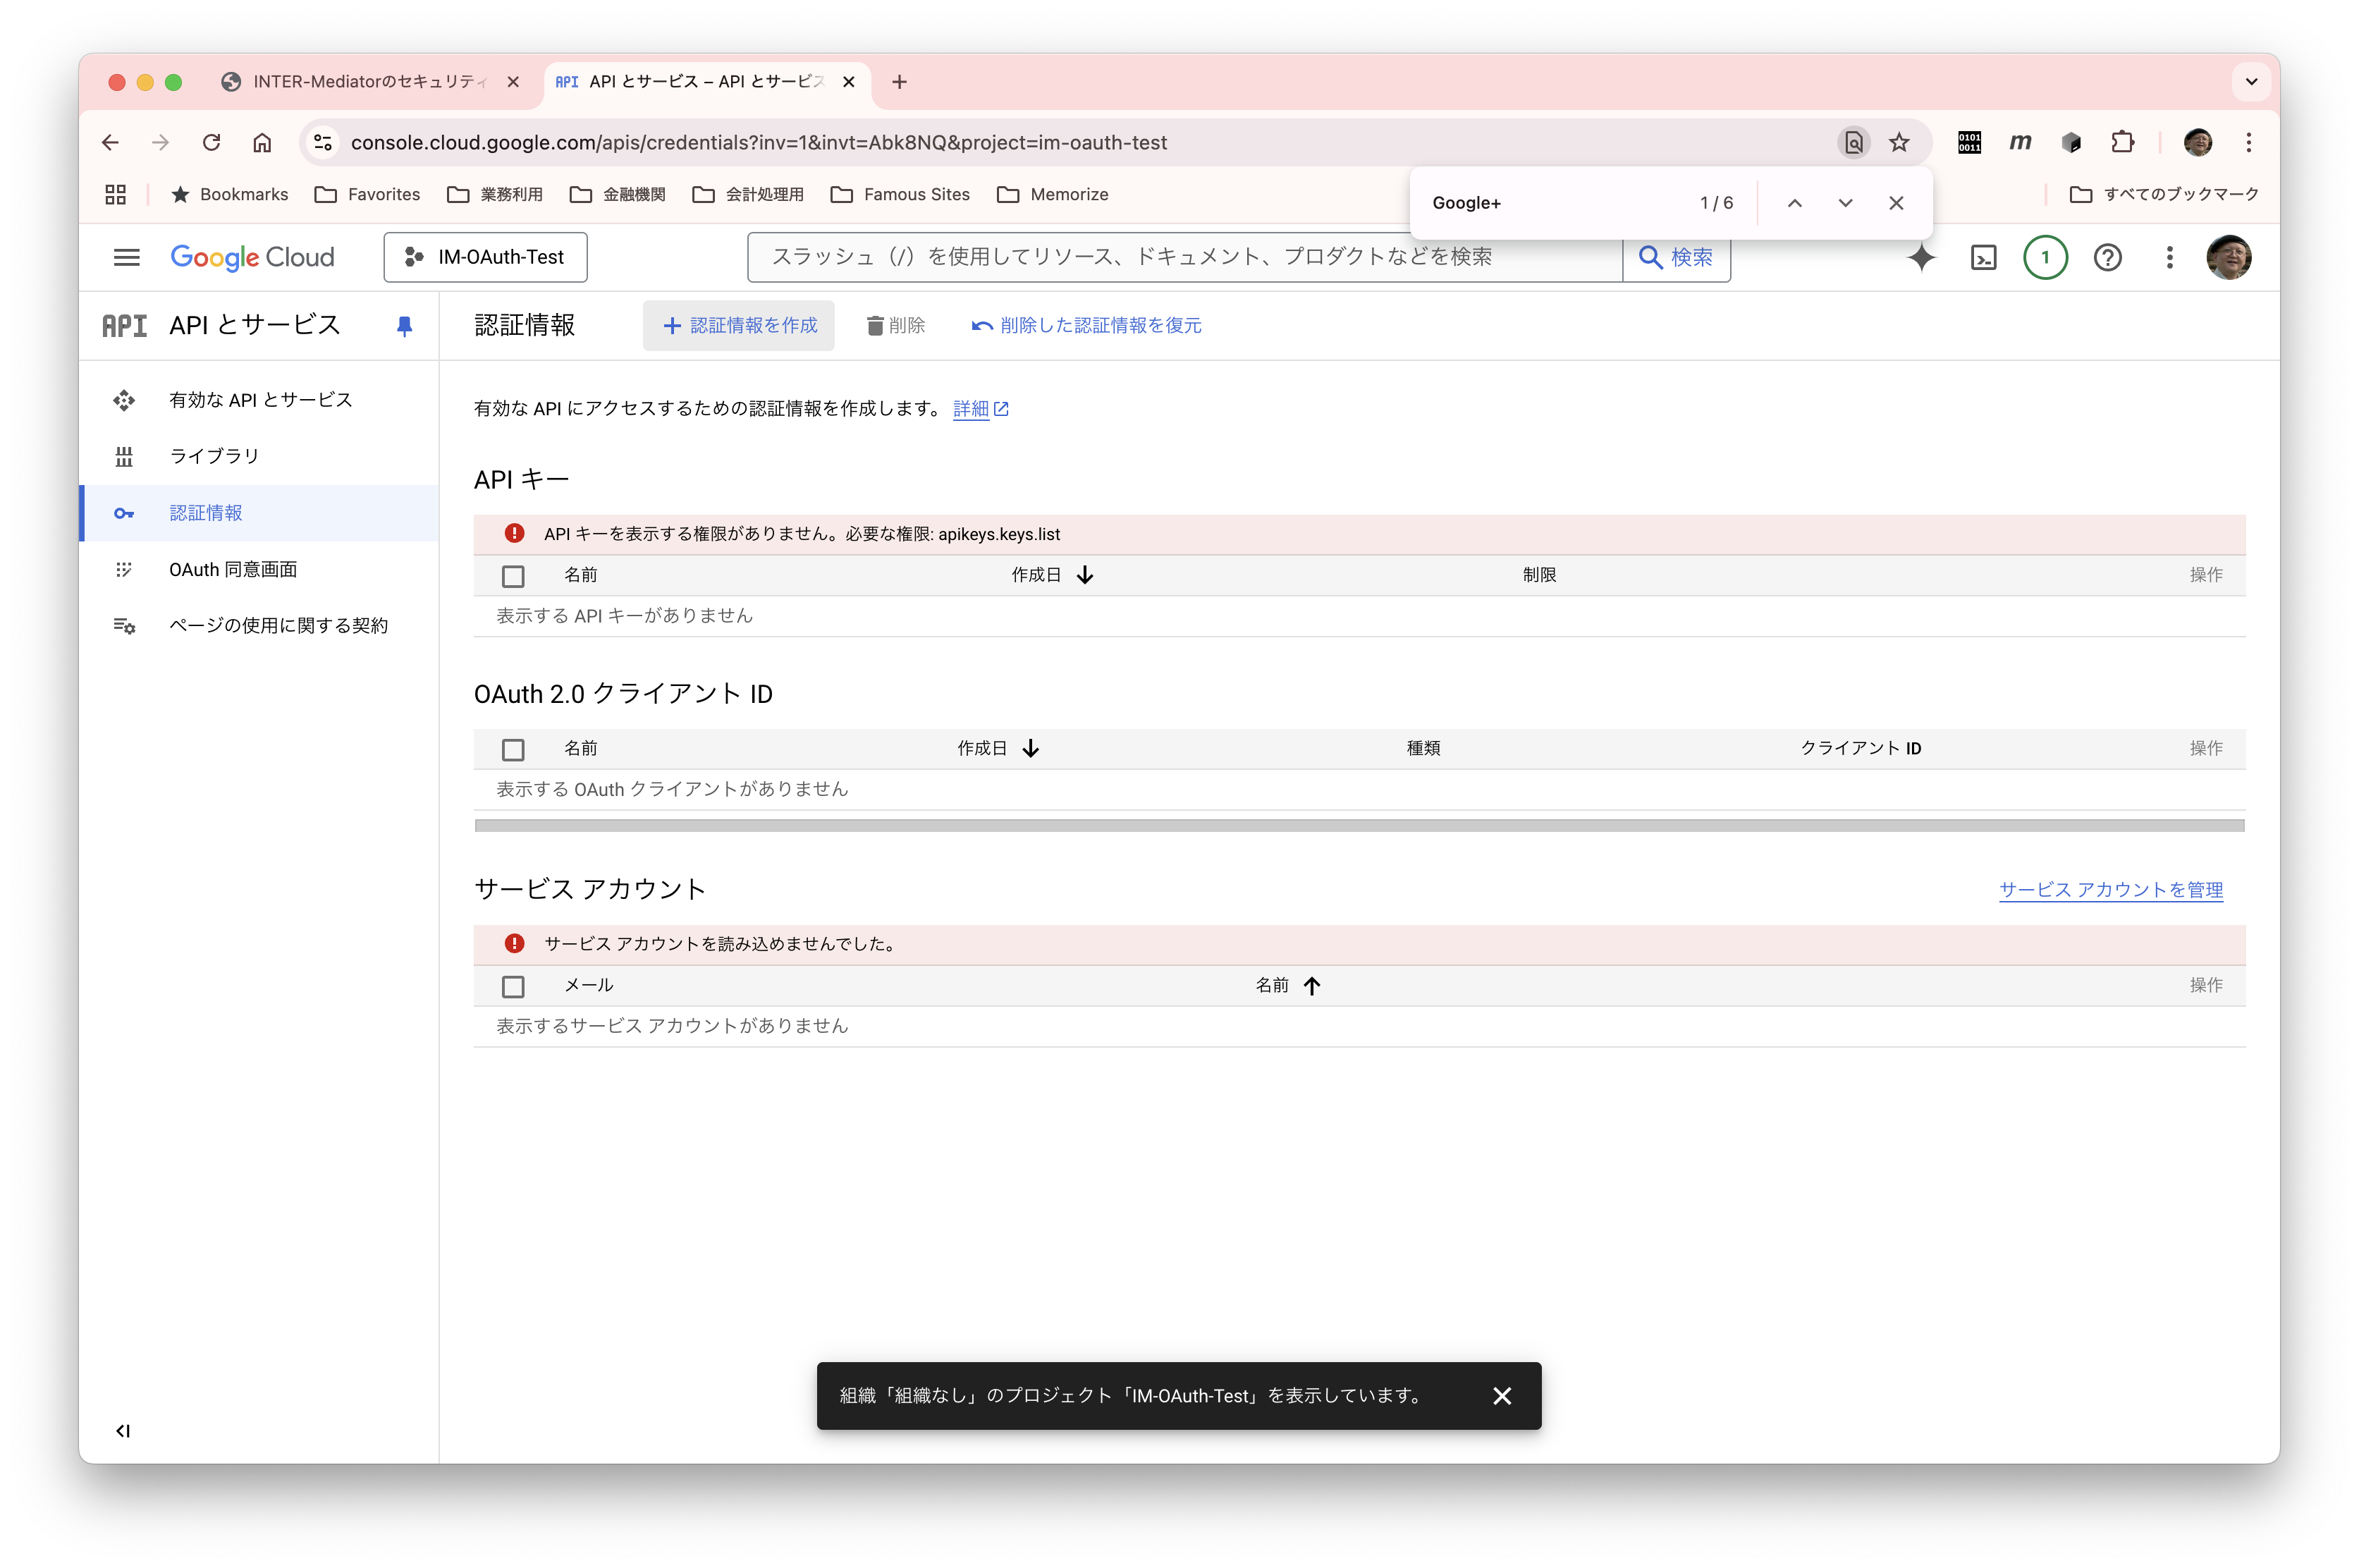 INTER-Mediatorのセキュリティ
API API とサービス – API とサービス
console.cloud.google.com/apis/credentials?inv=1&invt=Abk8NQ&project=im-oauth-test
0101
0011
m
Bookmarks Favorites 業務利用 金融機関 会計処理用 Famous Sites Memorize すべてのブックマーク
Google+ 1 / 6
Google Cloud IM-OAuth-Test スラッシュ（/）を使用してリソース、ドキュメント、プロダクトなどを検索 検索 1
API API とサービス
認証情報 認証情報を作成 削除 削除した認証情報を復元
有効な API とサービス
ライブラリ
認証情報
OAuth 同意画面
ページの使用に関する契約
有効な API にアクセスするための認証情報を作成します。 詳細
API キー
API キーを表示する権限がありません。必要な権限: apikeys.keys.list
名前 作成日 制限 操作
表示する API キーがありません
OAuth 2.0 クライアント ID
名前 作成日 種類 クライアント ID 操作
表示する OAuth クライアントがありません
サービス アカウント サービス アカウントを管理
サービス アカウントを読み込めませんでした。
メール 名前 操作
表示するサービス アカウントがありません
組織「組織なし」のプロジェクト「IM-OAuth-Test」を表示しています。